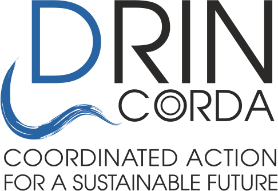 DRIN
CORDA
COORDINATED ACTION
FOR A SUSTAINABLE FUTURE